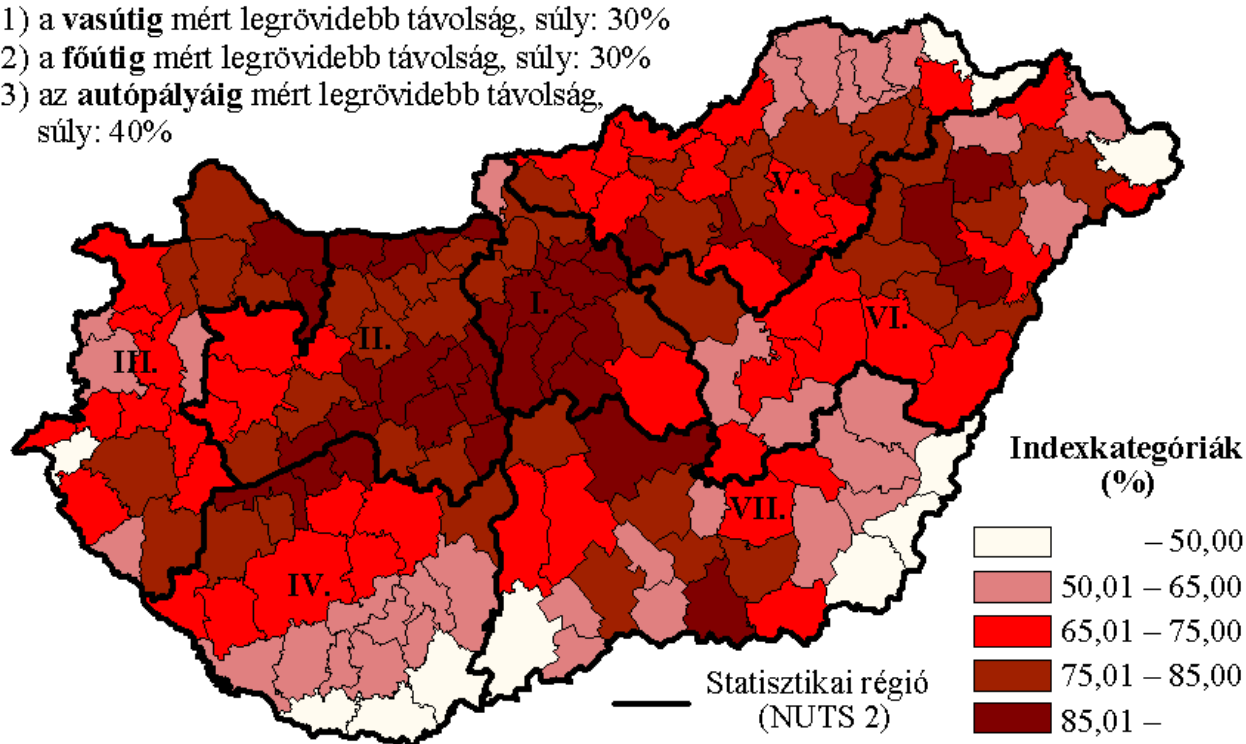 1) a vasútig mért legrövidebb távolság, súly: 30%
2) a főútig mért legrövidebb távolság, súly: 30%
3) az autópályáig mért legrövidebb távolság,
súly: 40%
V.
I.
VI.
II.
III.
VII.
IV.
Indexkategóriák
(%)
– 50,00
50,01 – 65,00
65,01 – 75,00
75,01 – 85,00
85,01 –
Statisztikai régió
(NUTS 2)